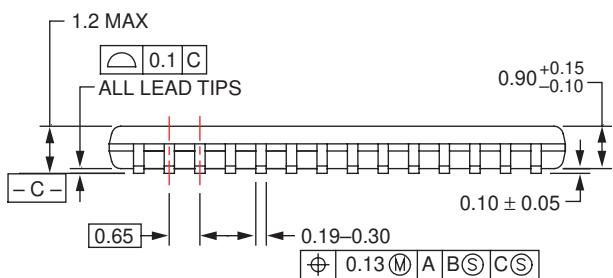 1.2 MAX
⌓ 0.1 C
ALL LEAD TIPS
0.90 +0.15 –0.10
– C –
0.10 ± 0.05
0.65
0.19–0.30
⌖ 0.13 Ⓜ A B Ⓢ C Ⓢ